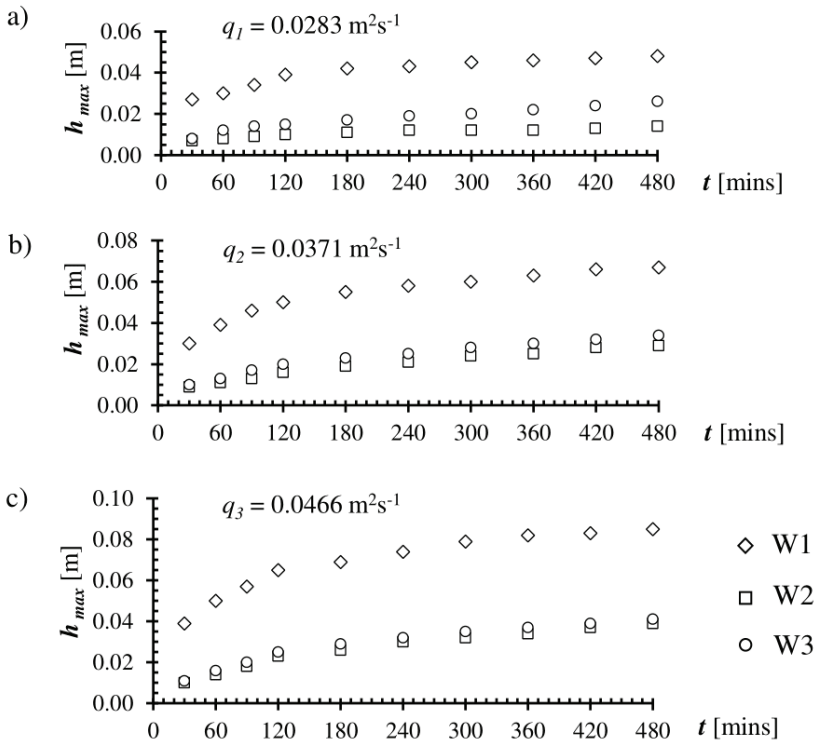 a)
q1 = 0.0283 m²s⁻¹
h max [m]
0.06
0.04
0.02
0.00
0 60 120 180 240 300 360 420 480
t [mins]
b)
q2 = 0.0371 m²s⁻¹
h max [m]
0.08
0.06
0.04
0.02
0.00
0 60 120 180 240 300 360 420 480
t [mins]
c)
q3 = 0.0466 m²s⁻¹
h max [m]
0.10
0.08
0.06
0.04
0.02
0.00
0 60 120 180 240 300 360 420 480
t [mins]
W1
W2
W3